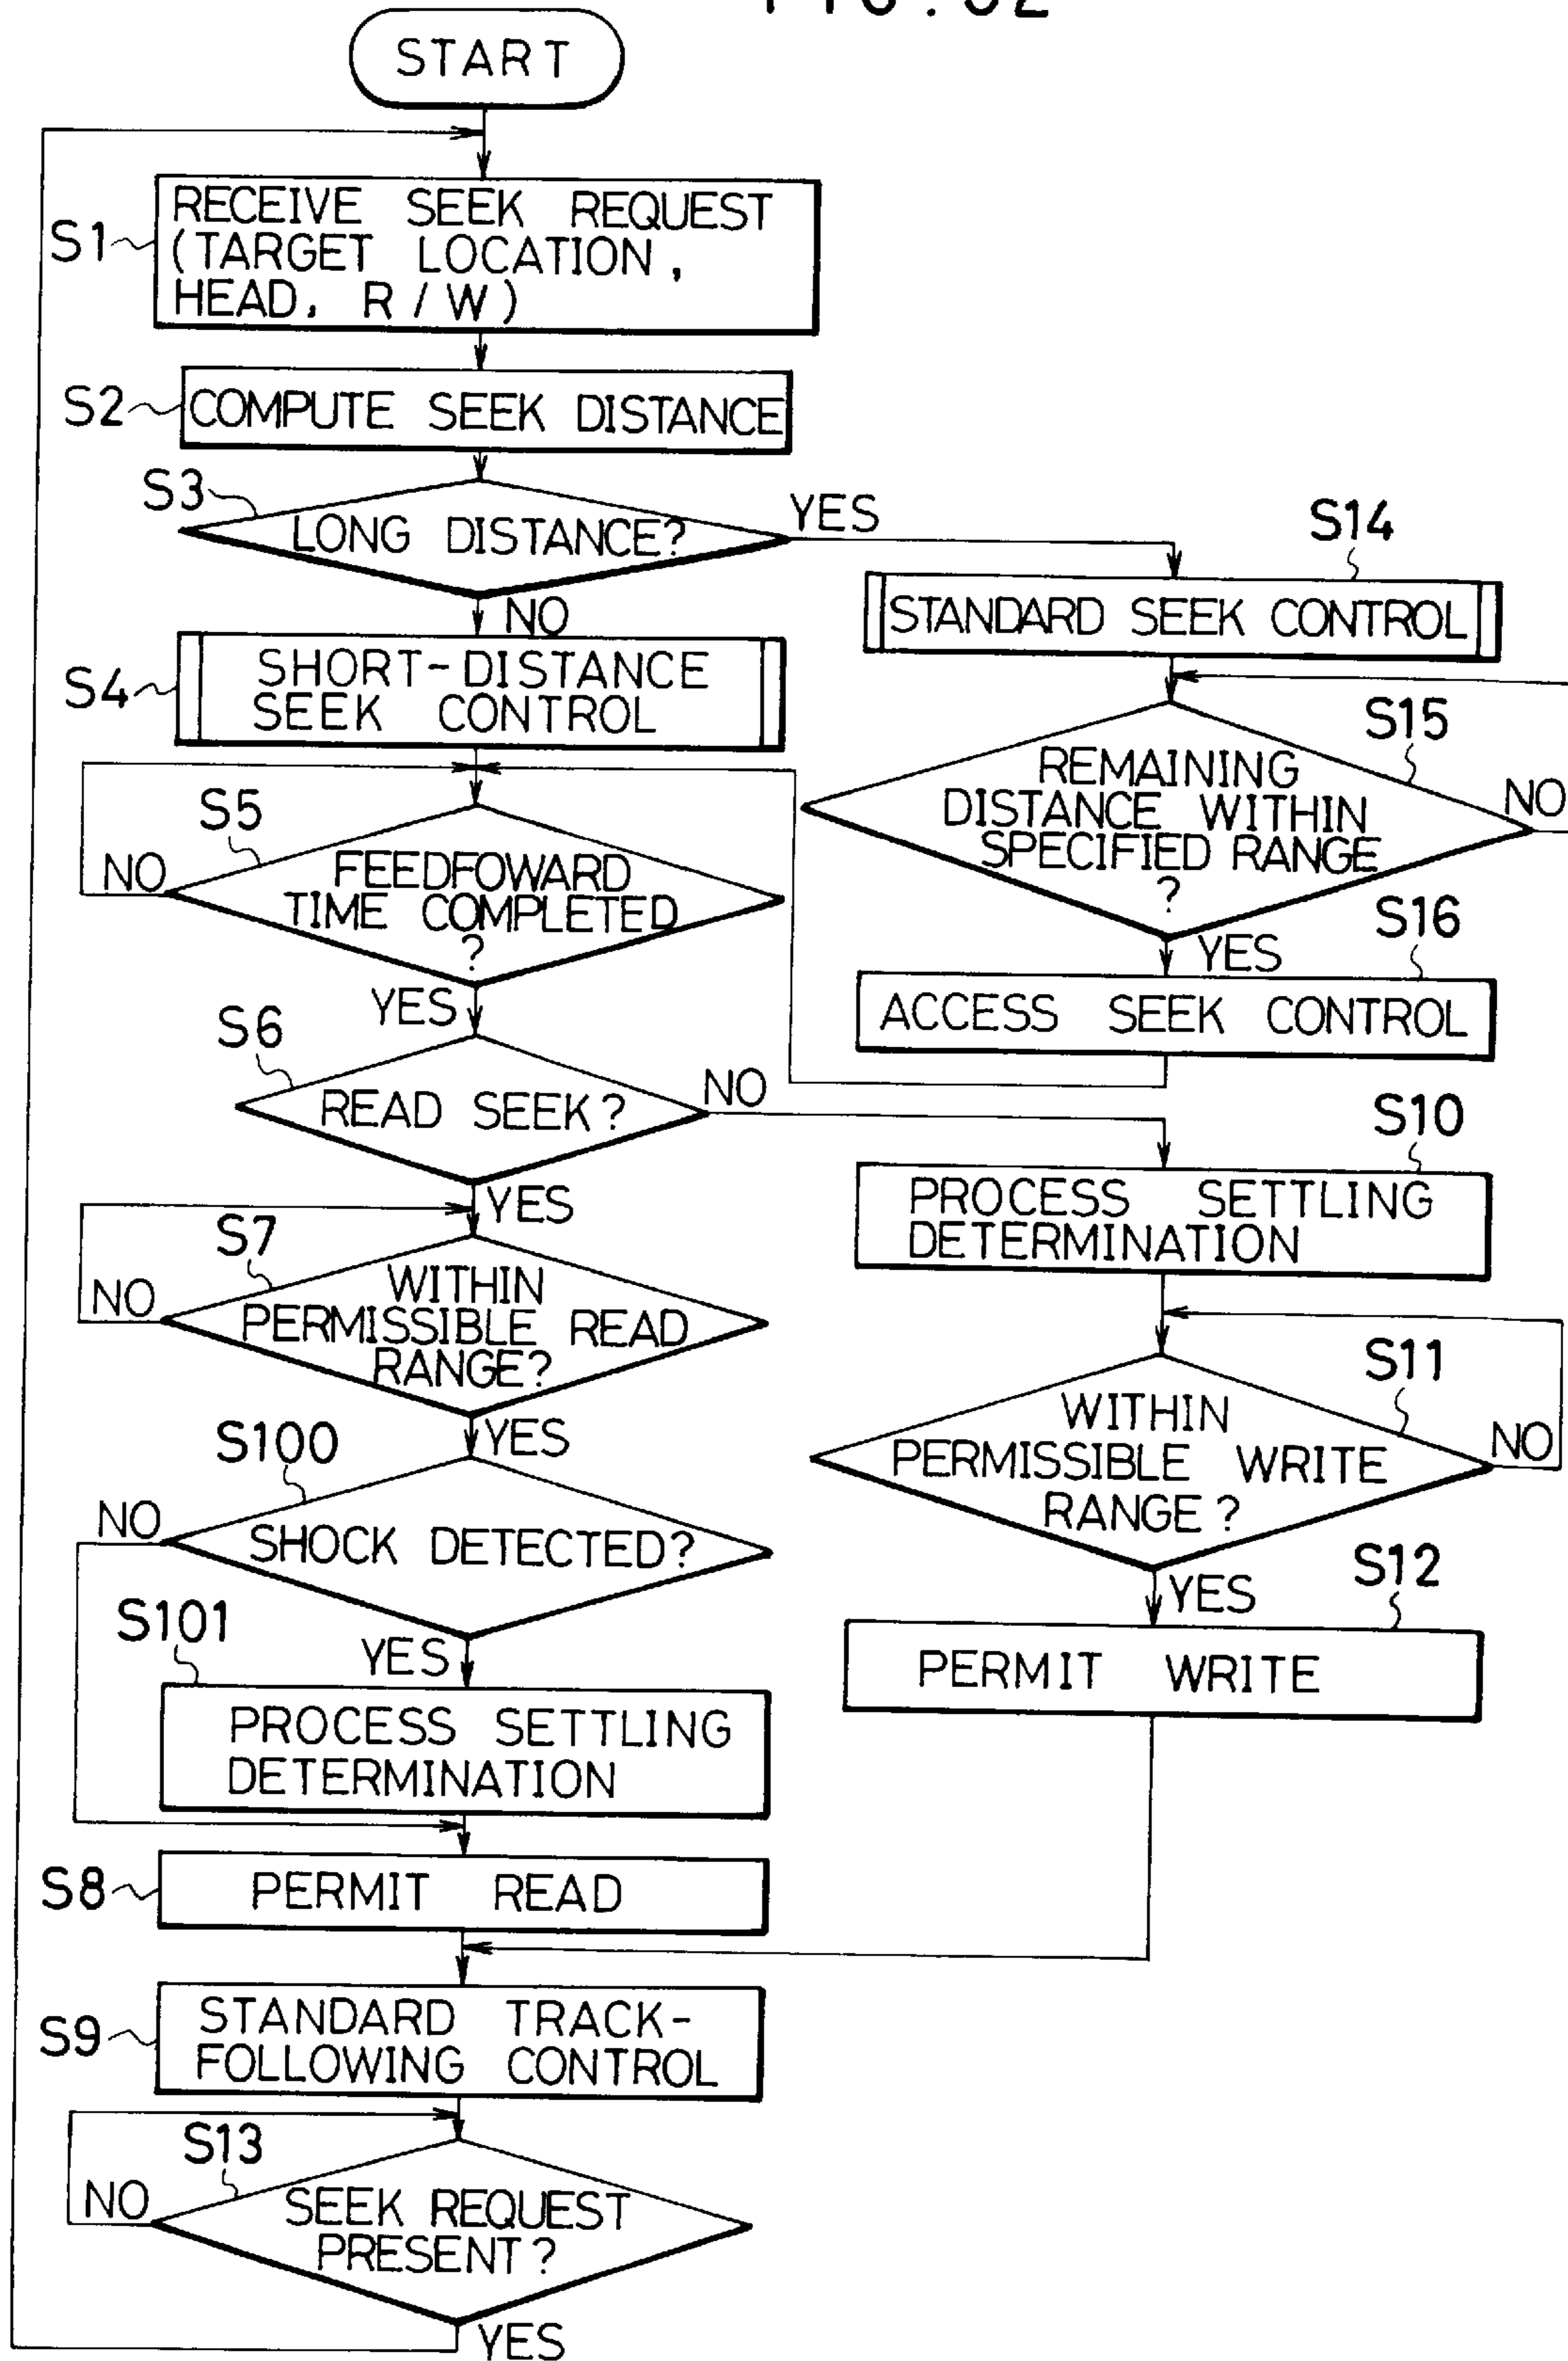 START
S1
RECEIVE SEEK REQUEST
(TARGET LOCATION,
HEAD, R/W)
S2
COMPUTE SEEK DISTANCE
S3
LONG DISTANCE?
YES
NO
S4
SHORT-DISTANCE
SEEK CONTROL
S5
NO
FEEDFOWARD
TIME COMPLETED
?
YES
S6
READ SEEK?
NO
YES
S7
NO
WITHIN
PERMISSIBLE READ
RANGE?
YES
S100
NO
SHOCK DETECTED?
YES
S101
PROCESS SETTLING
DETERMINATION
S8
PERMIT READ
S9
STANDARD TRACK-
FOLLOWING CONTROL
S13
NO
SEEK REQUEST
PRESENT?
YES
S14
STANDARD SEEK CONTROL
S15
REMAINING
DISTANCE WITHIN
SPECIFIED RANGE
?
NO
YES
S16
ACCESS SEEK CONTROL
S10
PROCESS SETTLING
DETERMINATION
S11
WITHIN
PERMISSIBLE WRITE
RANGE?
NO
YES
S12
PERMIT WRITE